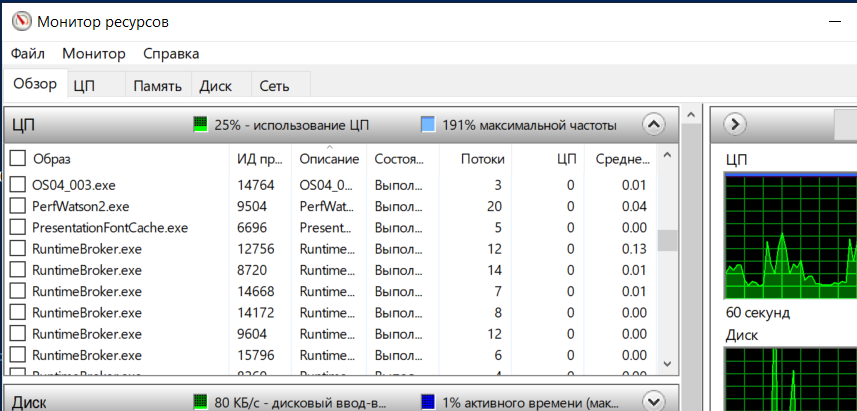 Монитор ресурсов
Файл Монитор Справка
Обзор ЦП Память Диск Сеть
ЦП 25% - использование ЦП 191% максимальной частоты
Образ ИД пр... Описание Состоя... Потоки ЦП Средне...
OS04_003.exe 14764 OS04_0... Выпол... 3 0 0.01
PerfWatson2.exe 9504 PerfWat... Выпол... 20 0 0.04
PresentationFontCache.exe 6696 Present... Выпол... 5 0 0.00
RuntimeBroker.exe 12756 Runtime... Выпол... 12 0 0.13
RuntimeBroker.exe 8720 Runtime... Выпол... 14 0 0.01
RuntimeBroker.exe 14668 Runtime... Выпол... 7 0 0.01
RuntimeBroker.exe 14172 Runtime... Выпол... 8 0 0.00
RuntimeBroker.exe 9604 Runtime... Выпол... 12 0 0.00
RuntimeBroker.exe 15796 Runtime... Выпол... 6 0 0.00
Диск 80 КБ/с - дисковый ввод-в... 1% активного времени (мак...
ЦП
60 секунд
Диск